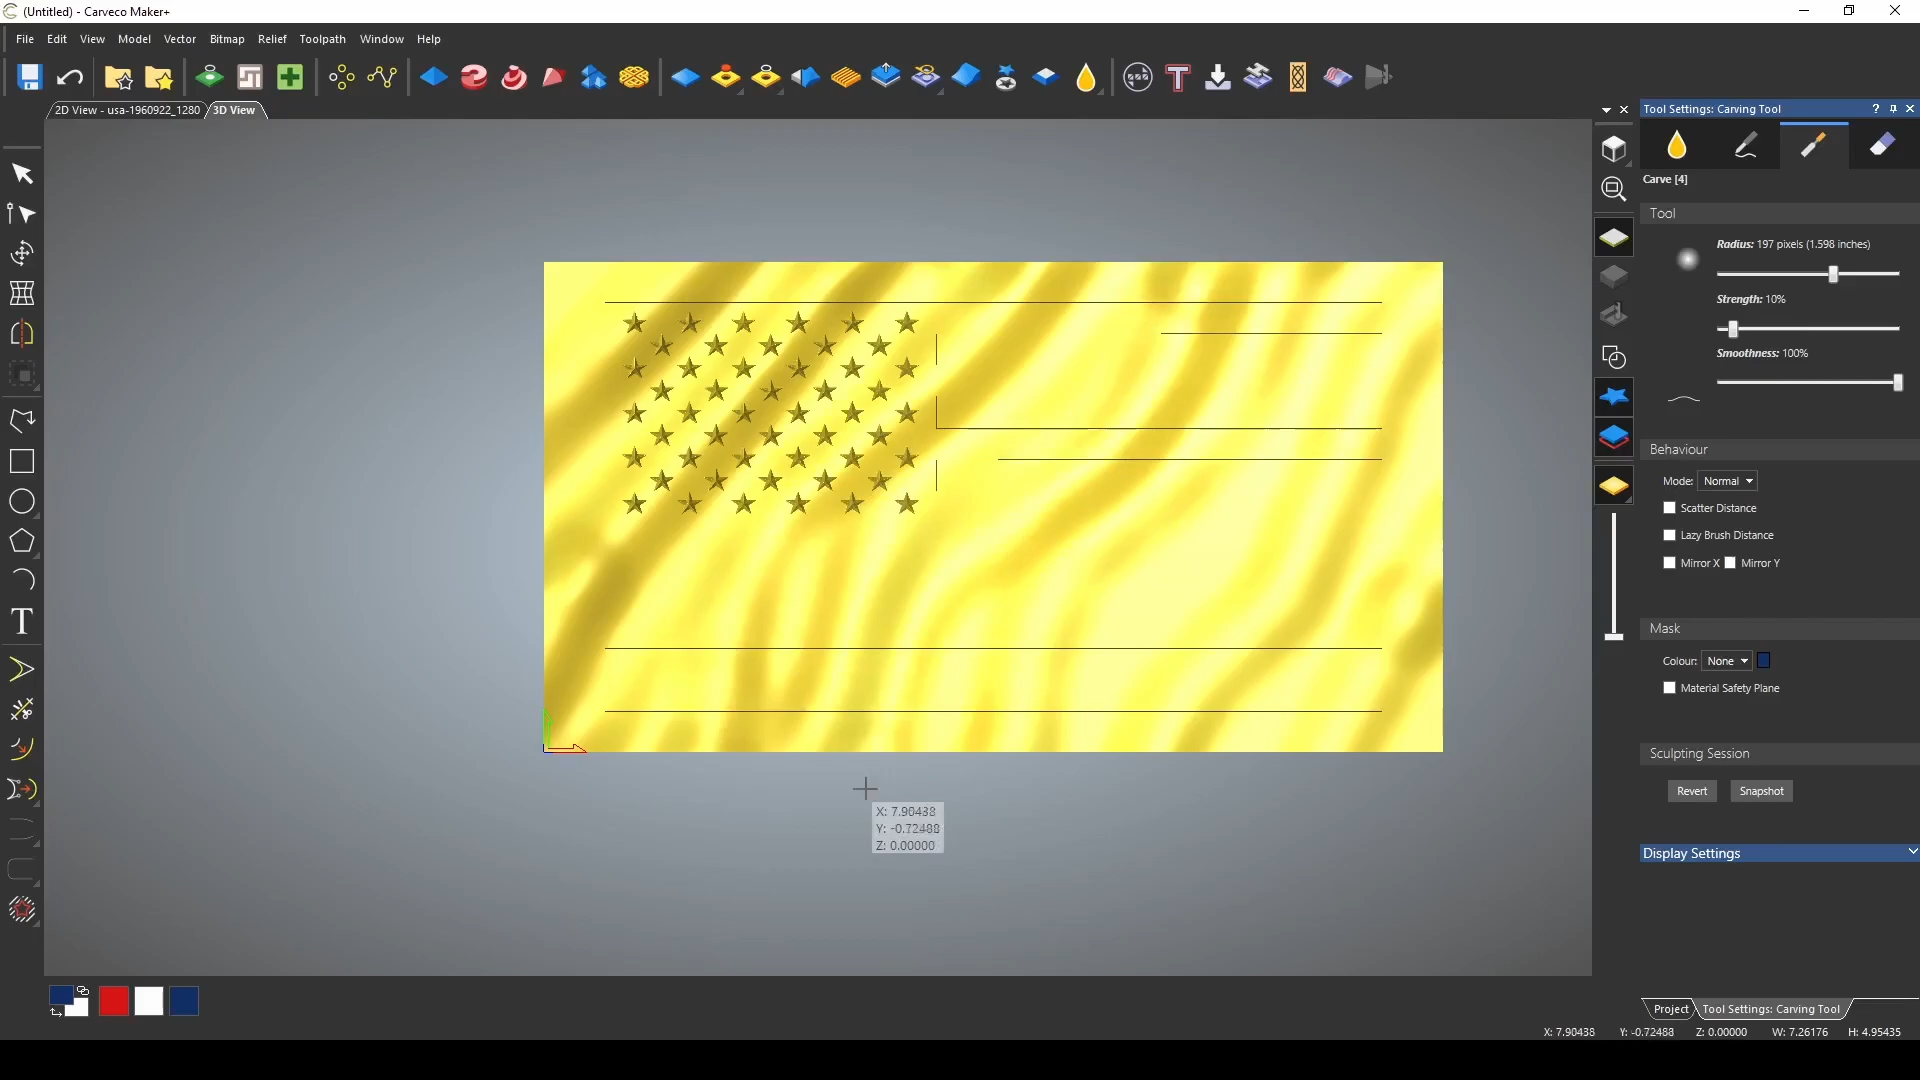 (Untitled) - Carveco Maker+
File Edit View Model Vector Bitmap Relief Toolpath Window Help
2D View - usa-1960922_1280 3D View
Tool Settings: Carving Tool
Carve [4]
Tool
Radius: 197 pixels (1.598 inches)
Strength: 10%
Smoothness: 100%
Behaviour
Mode: Normal
Scatter Distance
Lazy Brush Distance
Mirror X Mirror Y
Mask
Colour: None
Material Safety Plane
Sculpting Session
Revert Snapshot
Display Settings
X: 7.90438
Y: -0.72488
Z: 0.00000
Project Tool Settings: Carving Tool
X: 7.90438 Y: -0.72488 Z: 0.00000 W: 7.26176 H: 4.95435